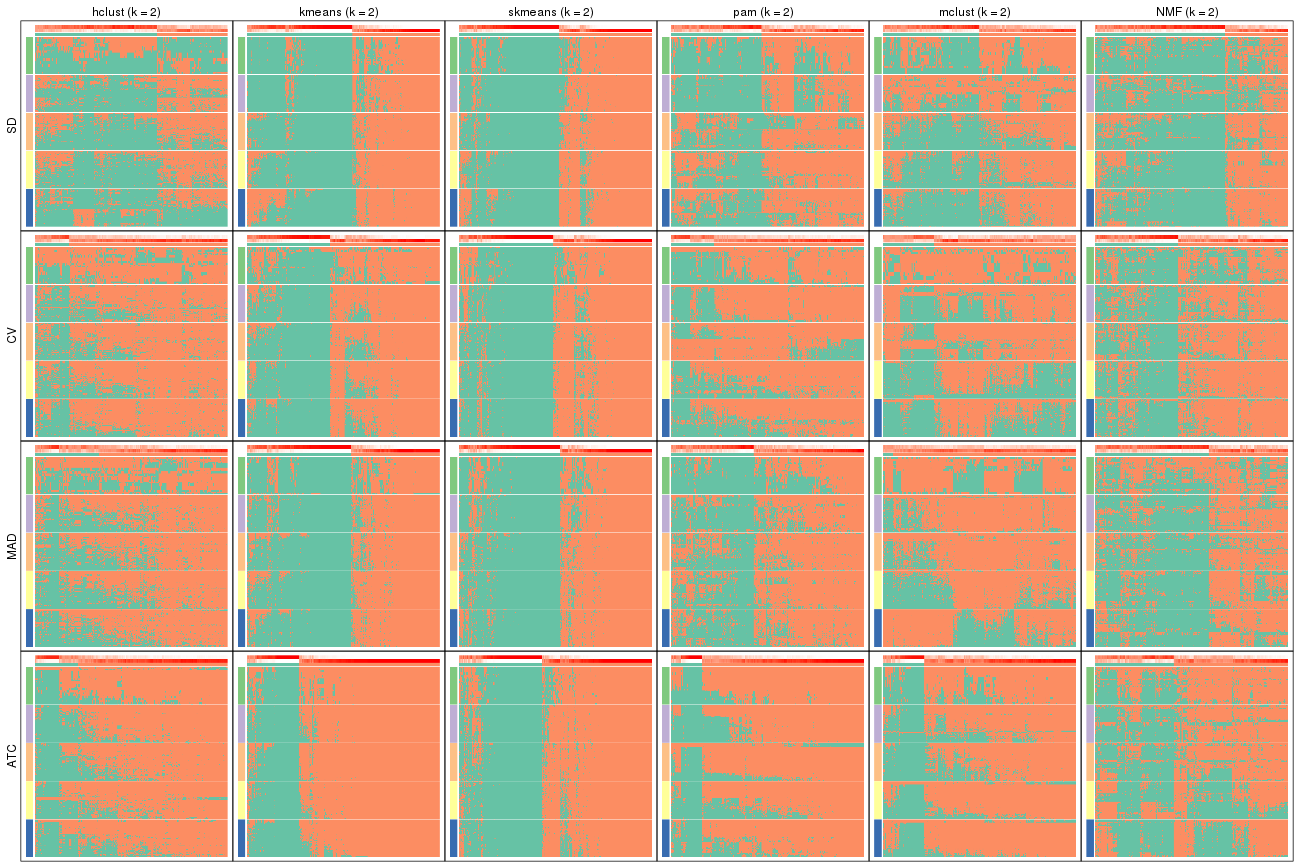 hclust (k = 2) kmeans (k = 2) skmeans (k = 2) pam (k = 2) mclust (k = 2) NMF (k = 2)
SD
CV
MAD
ATC